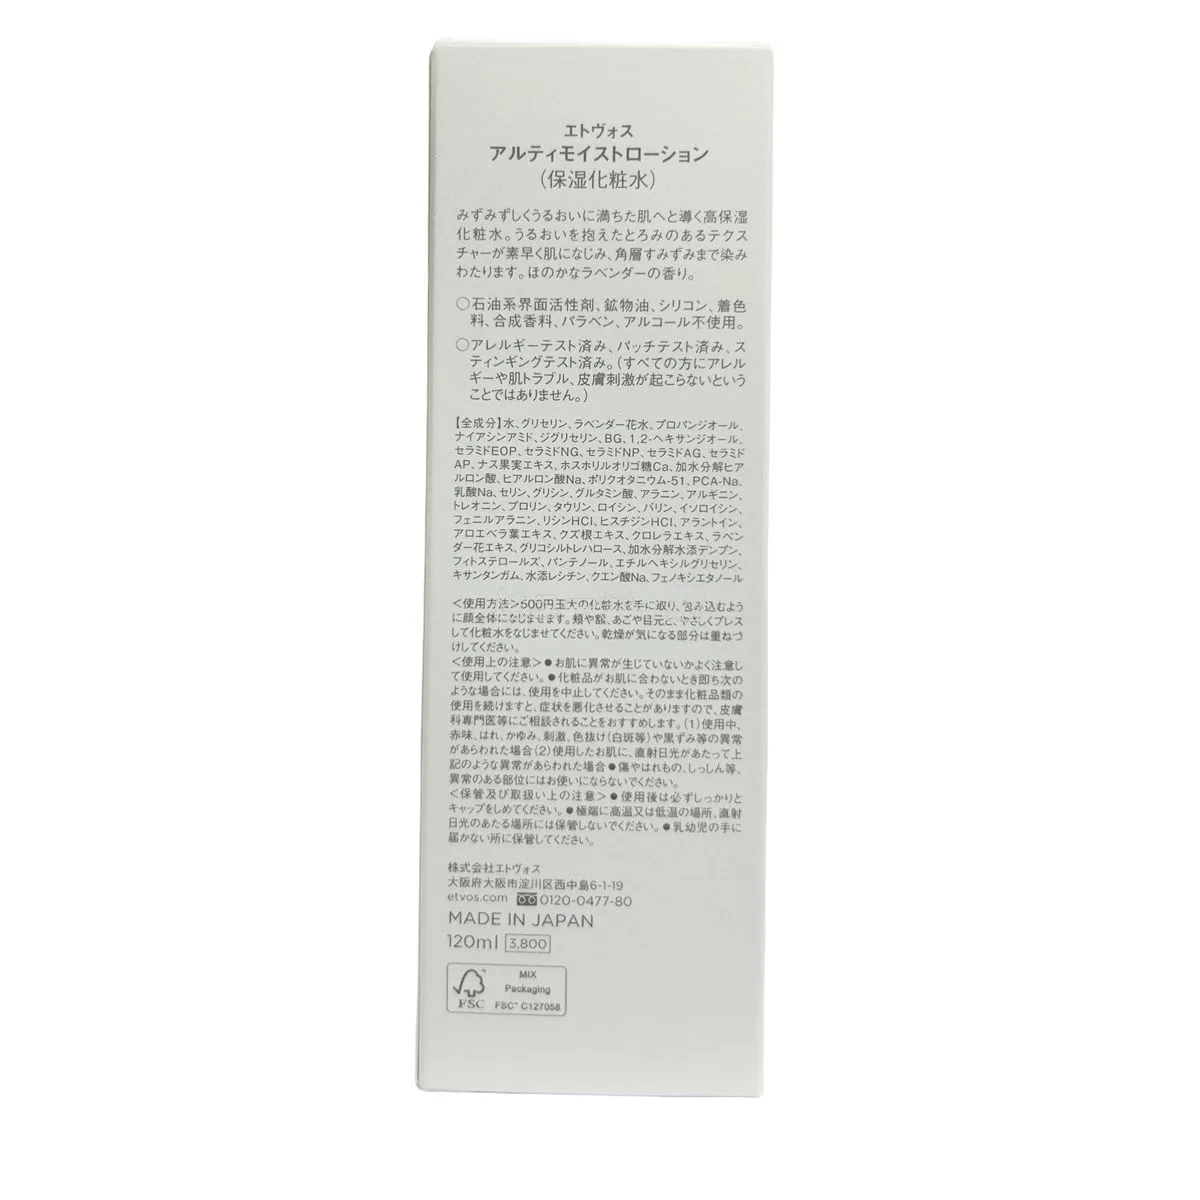 エトヴォス
アルティモイストローション
(保湿化粧水)
みずみずしくうるおいに満ちた肌へと導く高保湿
化粧水。うるおいを抱えたとろみのあるテクス
チャーが素早く肌になじみ、角層すみずみまで染み
わたります。ほのかなラベンダーの香り。
○石油系界面活性剤、鉱物油、シリコン、着色
料、合成香料、パラベン、アルコール不使用。
○アレルギーテスト済み、パッチテスト済み、ス
ティンギングテスト済み。(すべての方にアレル
ギーや肌トラブル、皮膚刺激が起こらないという
ことではありません。)
【全成分】水、グリセリン、ラベンダー花水、プロパンジオール、
ナイアシンアミド、ジグリセリン、BG、1,2-ヘキサンジオール、
セラミドEOP、セラミドNG、セラミドNP、セラミドAG、セラミド
AP、ナス果実エキス、ホスホリルオリゴ糖Ca、加水分解ヒア
ルロン酸、ヒアルロン酸Na、ポリクオタニウム-51、PCA-Na、
乳酸Na、セリン、グリシン、グルタミン酸、アラニン、アルギニン、
トレオニン、プロリン、タウリン、ロイシン、バリン、イソロイシン、
フェニルアラニン、リシンHCl、ヒスチジンHCl、アラントイン、
アロエベラ葉エキス、クズ根エキス、クロレラエキス、ラベン
ダー花エキス、グリコシルトレハロース、加水分解水添デンプン、
フィトステロールズ、パンテノール、エチルヘキシルグリセリン、
キサンタンガム、水添レシチン、クエン酸Na、フェノキシエタノール
<使用方法>500円玉大の化粧水を手に取り、包み込むよう
に顔全体になじませます。頬や額、あごや目元と、やさしくプレス
して化粧水をなじませてください。乾燥が気になる部分は重ねづ
けしてください。
<使用上の注意>●お肌に異常が生じていないかよく注意し
て使用してください。●化粧品がお肌に合わないとき即ち次の
ような場合には、使用を中止してください。そのまま化粧品類の
使用を続けますと、症状を悪化させることがありますので、皮膚
科専門医等にご相談されることをおすすめします。(1)使用中、
赤味、はれ、かゆみ、刺激、色抜け(白斑等)や黒ずみ等の異常
があらわれた場合(2)使用したお肌に、直射日光があたって上
記のような異常があらわれた場合●傷やはれもの、しっしん等、
異常のある部位にはお使いにならないでください。
<保管及び取扱い上の注意>●使用後は必ずしっかりと
キャップをしめてください。●極端に高温又は低温の場所、直射
日光のあたる場所には保管しないでください。●乳幼児の手に
届かない所に保管してください。
株式会社エトヴォス
大阪府大阪市淀川区西中島6-1-19
etvos.com 0120-0477-80
MADE IN JAPAN
120ml 3,800
MIX
Packaging
FSC FSC™ C127058